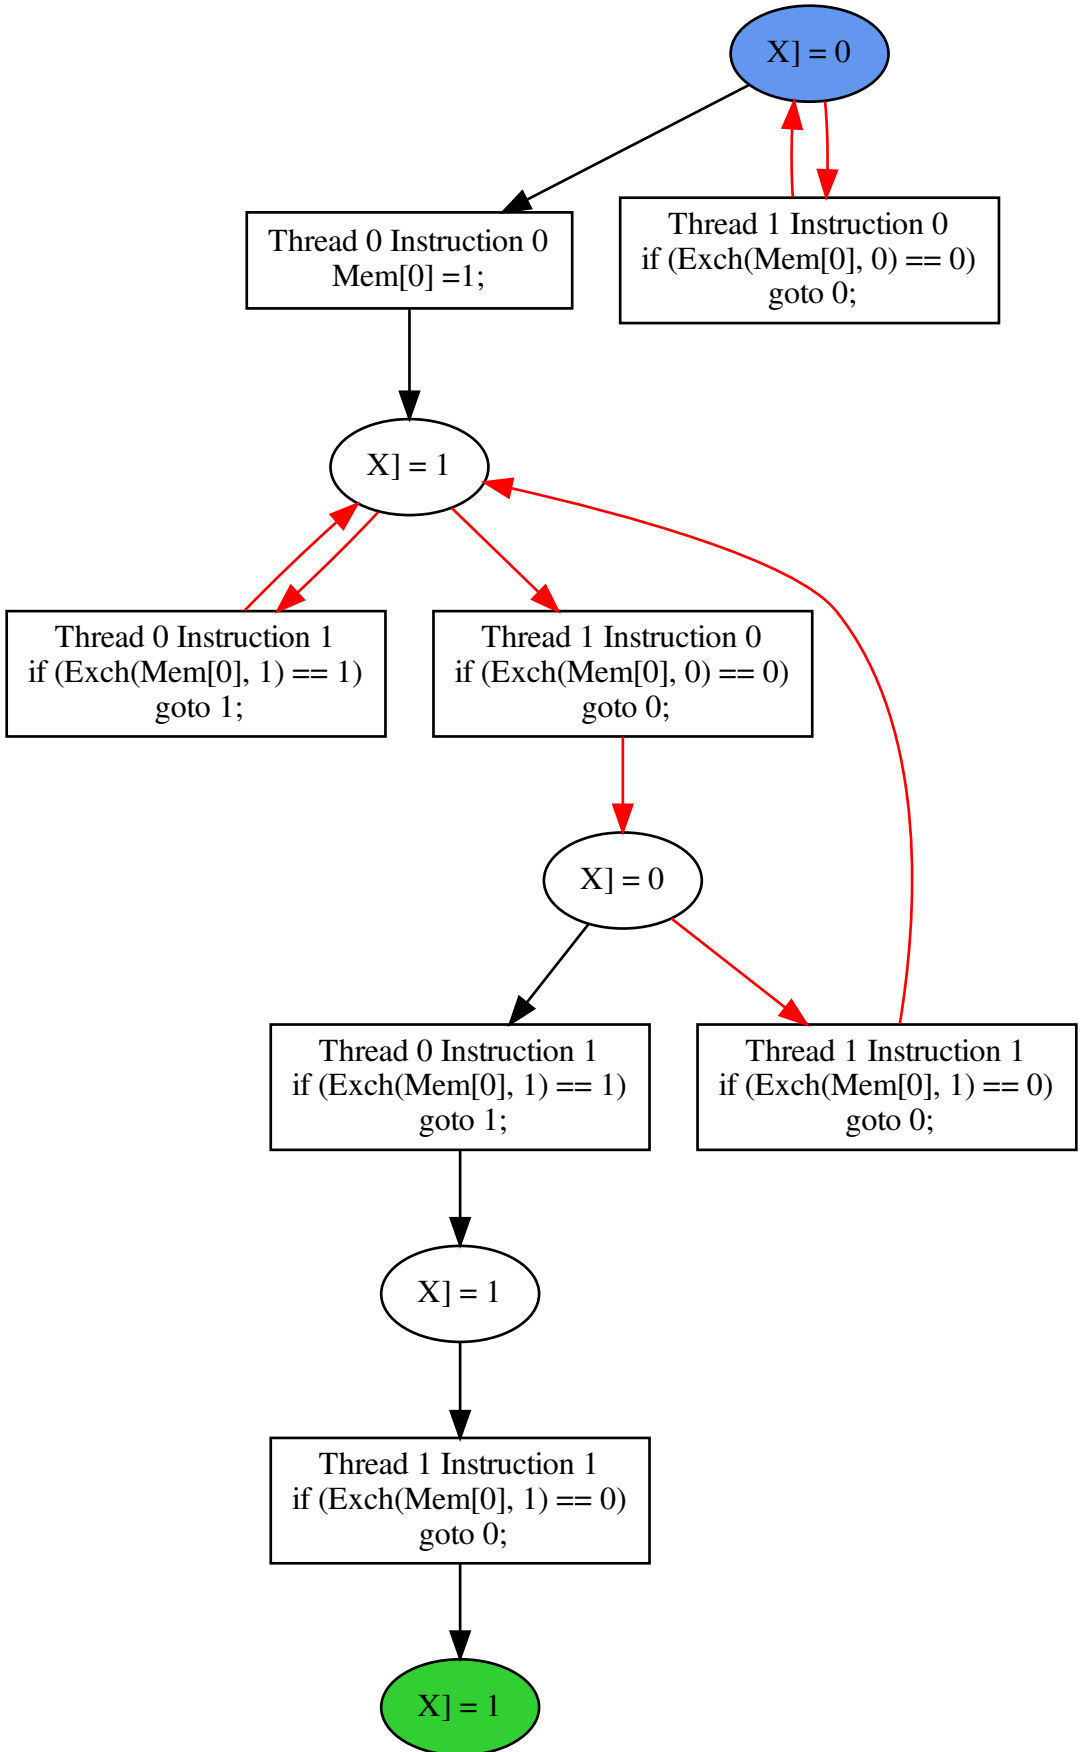 X] = 0
Thread 0 Instruction 0
Mem[0] =1;
Thread 1 Instruction 0
if (Exch(Mem[0], 0) == 0)
goto 0;
X] = 1
Thread 0 Instruction 1
if (Exch(Mem[0], 1) == 1)
goto 1;
Thread 1 Instruction 0
if (Exch(Mem[0], 0) == 0)
goto 0;
X] = 0
Thread 0 Instruction 1
if (Exch(Mem[0], 1) == 1)
goto 1;
Thread 1 Instruction 1
if (Exch(Mem[0], 1) == 0)
goto 0;
X] = 1
Thread 1 Instruction 1
if (Exch(Mem[0], 1) == 0)
goto 0;
X] = 1